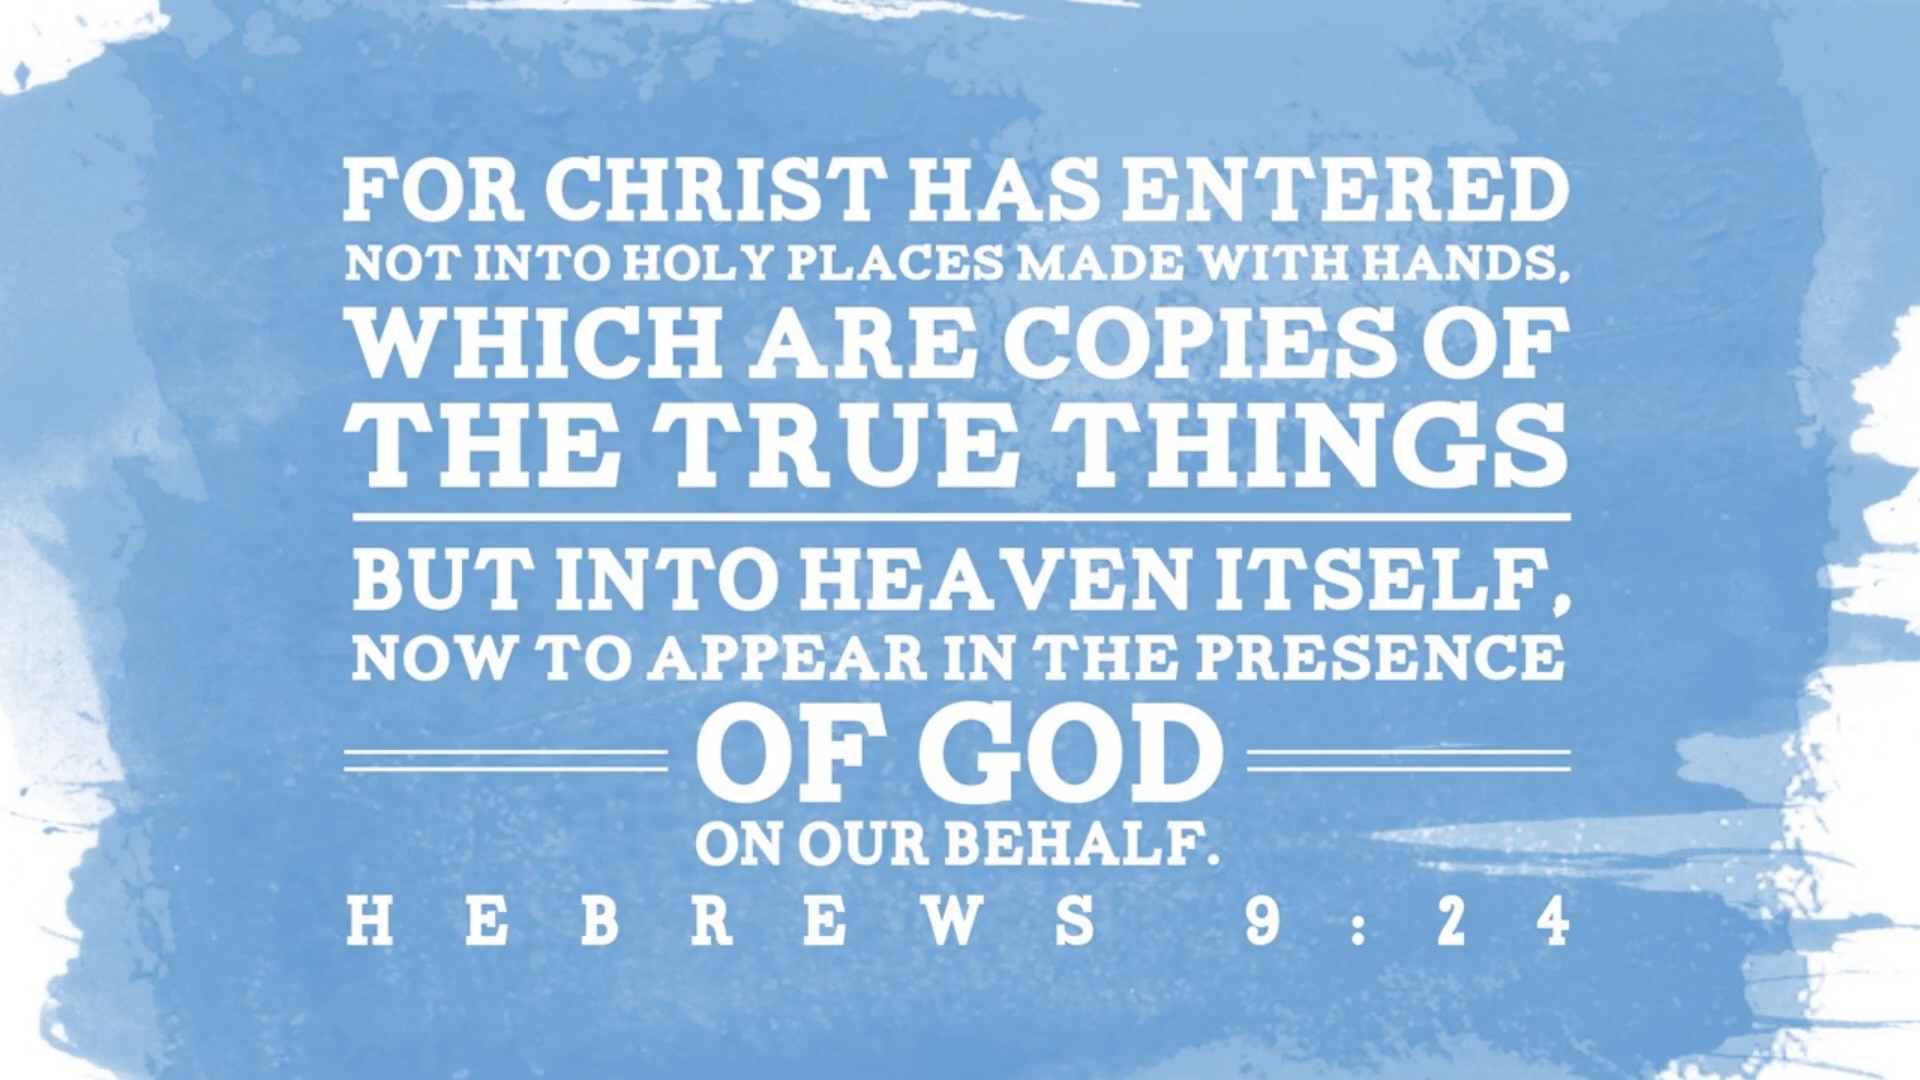 FOR CHRIST HAS ENTERED
NOT INTO HOLY PLACES MADE WITH HANDS,
WHICH ARE COPIES OF
THE TRUE THINGS
BUT INTO HEAVEN ITSELF,
NOW TO APPEAR IN THE PRESENCE
OF GOD
ON OUR BEHALF.
HEBREWS 9:24